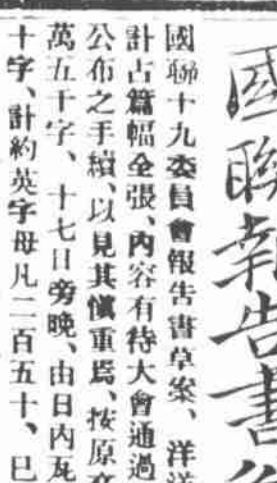 國聯報告書
國聯十九委員會報告書草案、洋洋
計占篇幅全張、內容有待大會通過
公布之手續、以見其愼重焉、按原
萬五千字、十七日旁晚、由日內瓦
十字、計約英字母凡二百五十、已